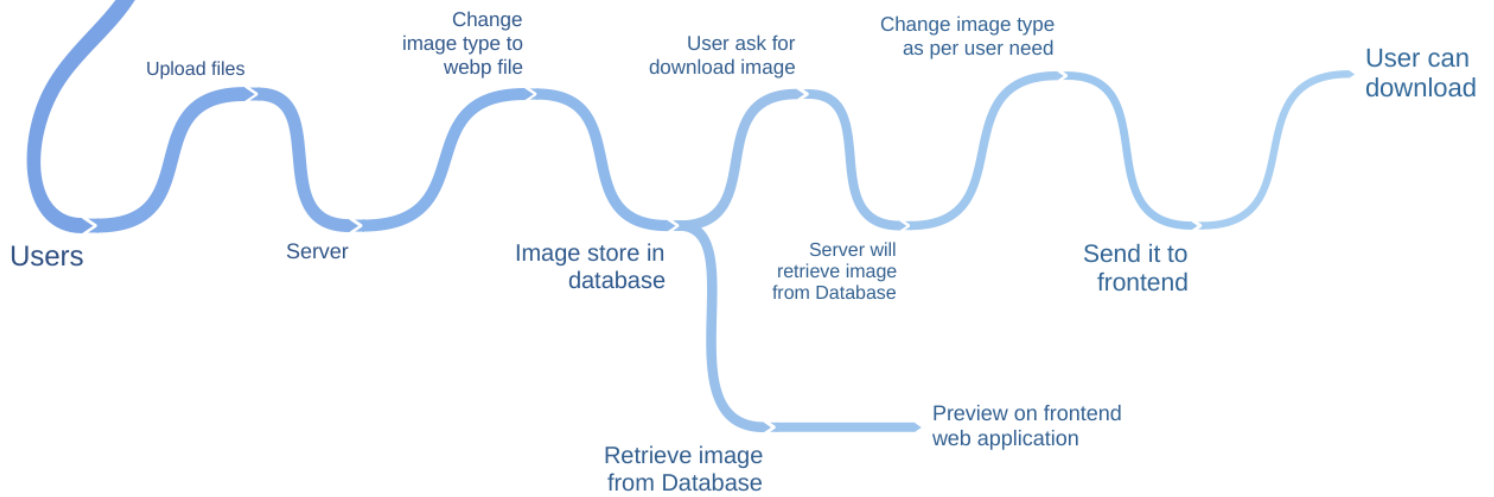 Users
Upload files
Server
Change
image type to
webp file
Image store in
database
User ask for
download image
Server will
retrieve image
from Database
Change image type
as per user need
Send it to
frontend
User can
download
Retrieve image
from Database
Preview on frontend
web application